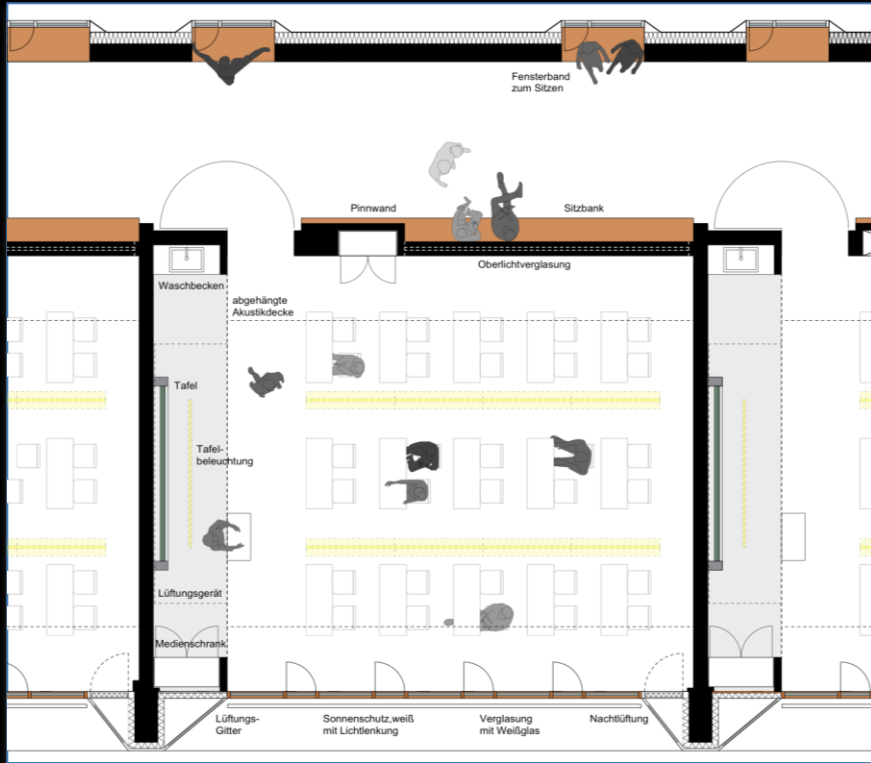 Fensterband
zum Sitzen
Pinnwand
Sitzbank
Oberlichtverglasung
Waschbecken
abgehängte
Akustikdecke
Tafel
Tafel-
beleuchtung
Lüftungsgerät
Medienschrank
Lüftungs-
Gitter
Sonnenschutz,weiß
mit Lichtlenkung
Verglasung
mit Weißglas
Nachtlüftung